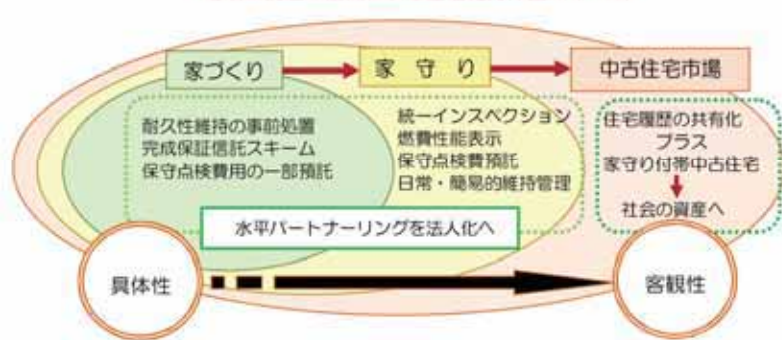 家づくり
家守り
中古住宅市場
耐久性維持の事前処置
完成保証信託スキーム
保守点検費用の一部預託
統一インスペクション
燃費性能表示
保守点検費預託
日常・簡易的維持管理
住宅履歴の共有化
プラス
家守り付帯中古住宅
社会の資産へ
水平パートナーリングを法人化へ
具体性
客観性